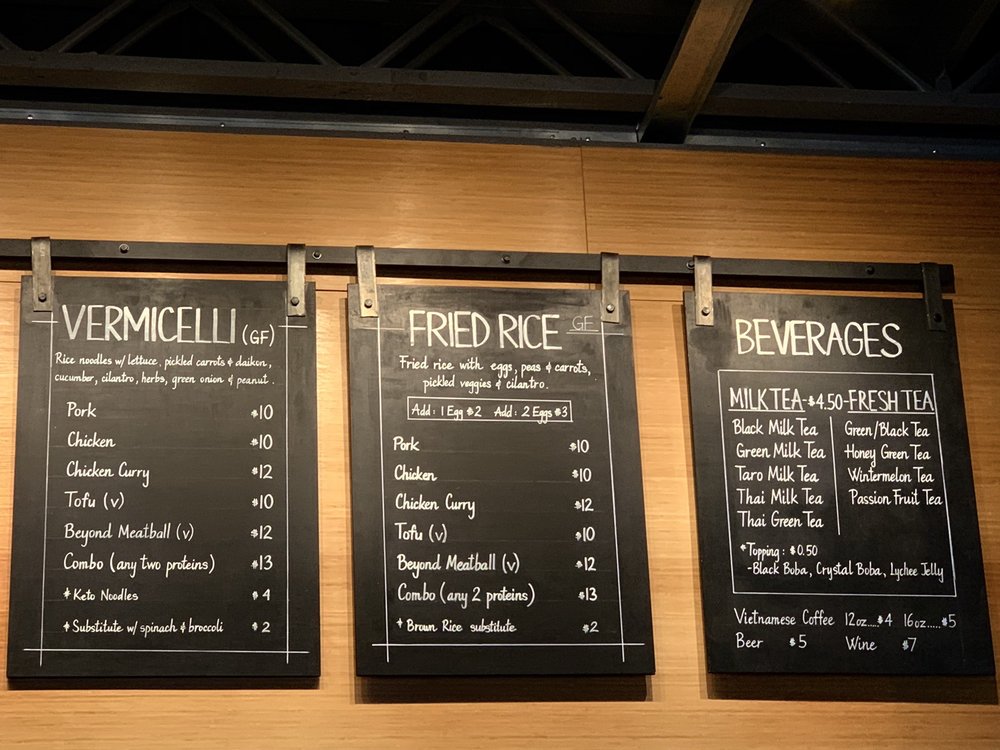 VERMICELLI (GF)
Rice noodles w/ lettuce, pickled carrots & daikon,
cucumber, cilantro, herbs, green onion & peanut.
Pork $10
Chicken $10
Chicken Curry $12
Tofu (v) $10
Beyond Meatball (v) $12
Combo (any two proteins) $13
* Keto Noodles $4
* Substitute w/ spinach & broccoli $2
FRIED RICE GF
Fried rice with eggs, peas & carrots,
pickled veggies & cilantro.
Add: 1 Egg $2 Add: 2 Eggs $3
Pork $10
Chicken $10
Chicken Curry $12
Tofu (v) $10
Beyond Meatball (v) $12
Combo (any 2 proteins) $13
* Brown Rice substitute $2
BEVERAGES
MILK TEA-$4.50-FRESH TEA
Black Milk Tea
Green Milk Tea
Taro Milk Tea
Thai Milk Tea
Thai Green Tea
Green/Black Tea
Honey Green Tea
Wintermelon Tea
Passion Fruit Tea
*Topping: $0.50
-Black Boba, Crystal Boba, Lychee Jelly
Vietnamese Coffee 12oz....$4 16oz.....$5
Beer $5 Wine $7